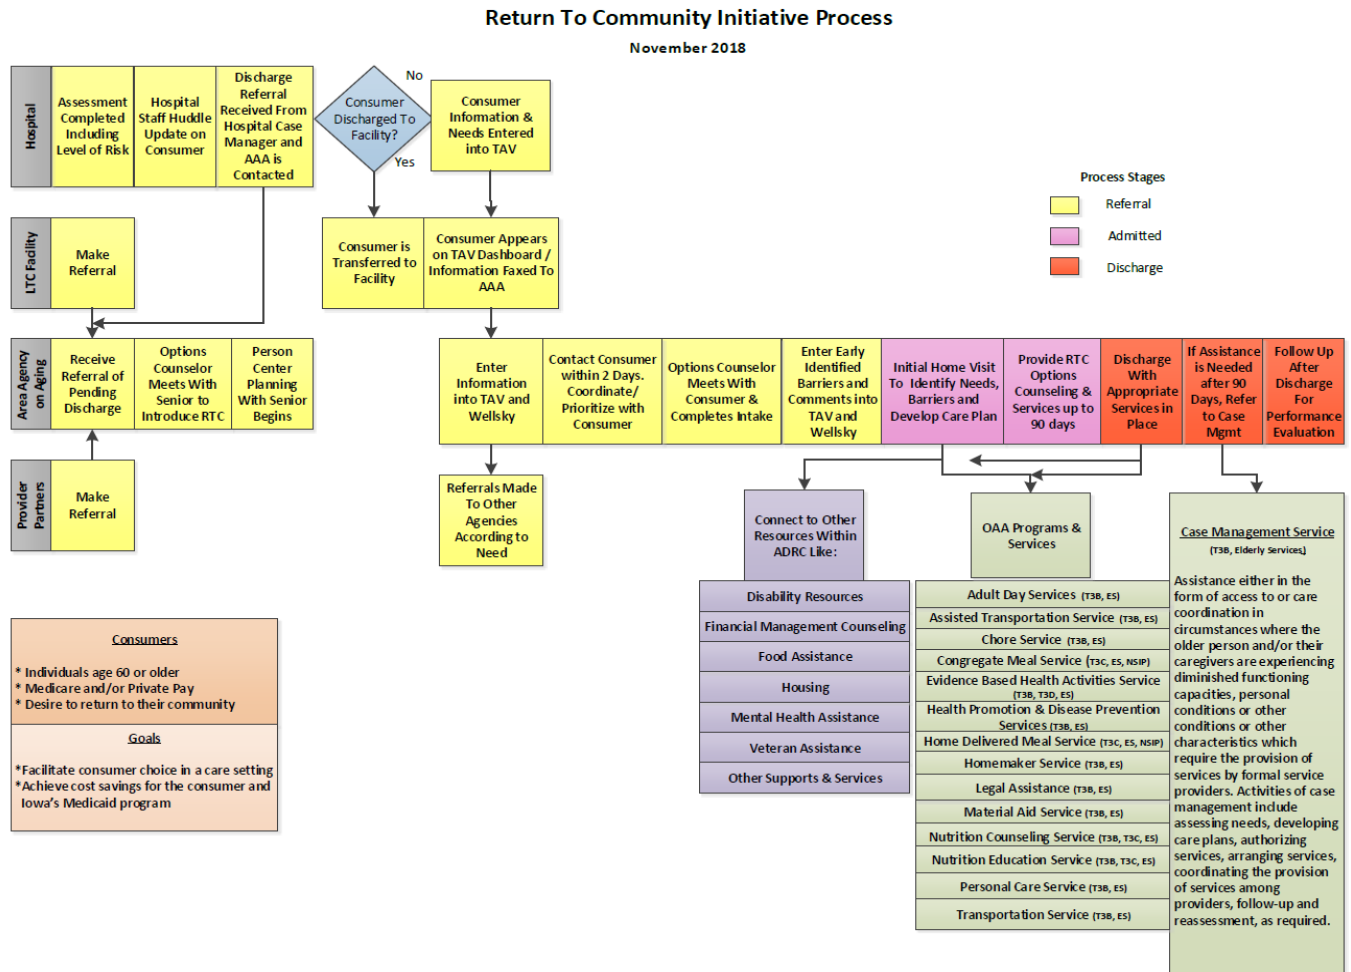 Return To Community Initiative Process
November 2018
Hospital
Assessment
Completed
Including
Level of Risk
Hospital
Staff Huddle
Update on
Consumer
Discharge
Referral
Received From
Hospital Case
Manager and
AAA is
Contacted
Consumer
Discharged To
Facility?
No
Yes
Consumer
Information &
Needs Entered
into TAV
Process Stages
Referral
Admitted
Discharge
LTC Facility
Make
Referral
Consumer is
Transferred to
Facility
Consumer Appears
on TAV Dashboard /
Information Faxed To
AAA
Area Agency
on Aging
Receive
Referral of
Pending
Discharge
Options
Counselor
Meets With
Senior to
Introduce RTC
Person
Center
Planning
With Senior
Begins
Enter
Information
into TAV and
Wellsky
Contact Consumer
within 2 Days.
Coordinate/
Prioritize with
Consumer
Options Counselor
Meets With
Consumer &
Completes Intake
Enter Early
Identified
Barriers and
Comments into
TAV and
Wellsky
Initial Home Visit
To Identify Needs,
Barriers and
Develop Care Plan
Provide RTC
Options
Counseling &
Services up to
90 days
Discharge
With
Appropriate
Services in
Place
If Assistance
is Needed
after 90
Days, Refer
to Case
Mgmt
Follow Up
After
Discharge
For
Performance
Evaluation
Provider
Partners
Make
Referral
Referrals Made
To Other
Agencies
According to
Need
Connect to Other
Resources Within
ADRC Like:
Disability Resources
Financial Management Counseling
Food Assistance
Housing
Mental Health Assistance
Veteran Assistance
Other Supports & Services
OAA Programs &
Services
Adult Day Services (T3B, ES)
Assisted Transportation Service (T3B, ES)
Chore Service (T3B, ES)
Congregate Meal Service (T3C, ES, NSIP)
Evidence Based Health Activities Service
(T3B, T3D, ES)
Health Promotion & Disease Prevention
Services (T3B, ES)
Home Delivered Meal Service (T3C, ES, NSIP)
Homemaker Service (T3B, ES)
Legal Assistance (T3B, ES)
Material Aid Service (T3B, ES)
Nutrition Counseling Service (T3B, T3C, ES)
Nutrition Education Service (T3B, T3C, ES)
Personal Care Service (T3B, ES)
Transportation Service (T3B, ES)
Case Management Service
(T3B, Elderly Services,)
Assistance either in the
form of access to or care
coordination in
circumstances where the
older person and/or their
caregivers are experiencing
diminished functioning
capacities, personal
conditions or other
conditions or other
characteristics which
require the provision of
services by formal service
providers. Activities of case
management include
assessing needs, developing
care plans, authorizing
services, arranging services,
coordinating the provision
of services among
providers, follow-up and
reassessment, as required.
Consumers
* Individuals age 60 or older
* Medicare and/or Private Pay
* Desire to return to their community
Goals
*Facilitate consumer choice in a care setting
*Achieve cost savings for the consumer and
Iowa's Medicaid program